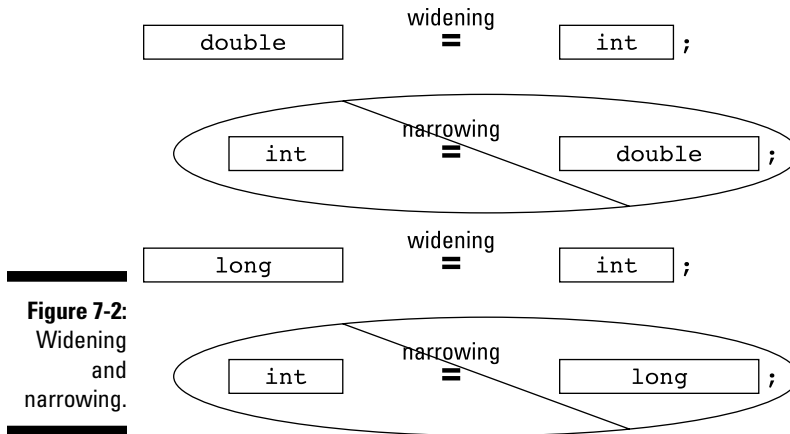 widening
double = int ;
narrowing
int = double ;
widening
long = int ;
narrowing
int = long ;
Figure 7-2:
Widening
and
narrowing.